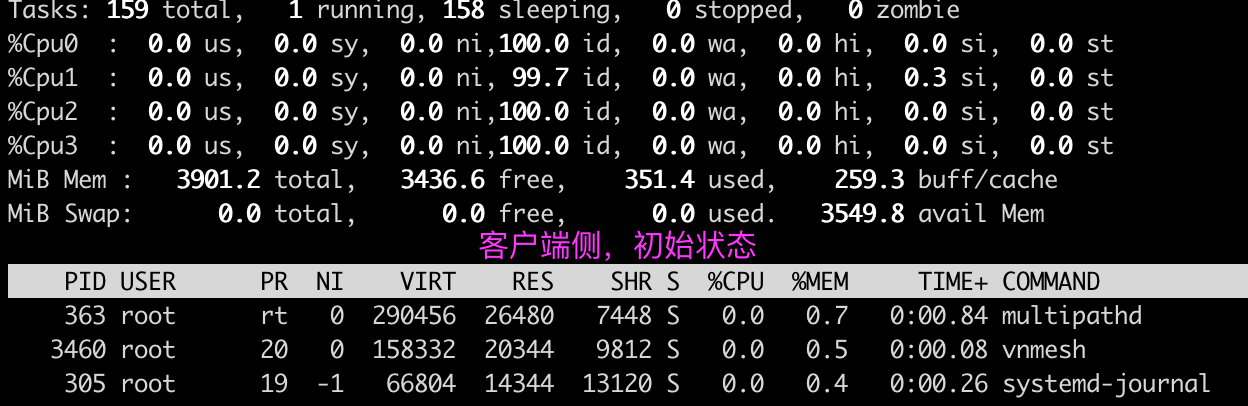 Tasks: 159 total,   1 running, 158 sleeping,   0 stopped,   0 zombie
%Cpu0  :  0.0 us,  0.0 sy,  0.0 ni,100.0 id,  0.0 wa,  0.0 hi,  0.0 si,  0.0 st
%Cpu1  :  0.0 us,  0.0 sy,  0.0 ni, 99.7 id,  0.0 wa,  0.0 hi,  0.3 si,  0.0 st
%Cpu2  :  0.0 us,  0.0 sy,  0.0 ni,100.0 id,  0.0 wa,  0.0 hi,  0.0 si,  0.0 st
%Cpu3  :  0.0 us,  0.0 sy,  0.0 ni,100.0 id,  0.0 wa,  0.0 hi,  0.0 si,  0.0 st
MiB Mem :   3901.2 total,   3436.6 free,    351.4 used,    259.3 buff/cache
MiB Swap:      0.0 total,      0.0 free,      0.0 used.   3549.8 avail Mem
客户端侧，初始状态
PID USER      PR  NI    VIRT    RES    SHR S  %CPU  %MEM     TIME+ COMMAND
363 root      rt   0  290456  26480   7448 S   0.0   0.7   0:00.84 multipathd
3460 root      20   0  158332  20344   9812 S   0.0   0.5   0:00.08 vnmesh
305 root      19  -1   66804  14344  13120 S   0.0   0.4   0:00.26 systemd-journal